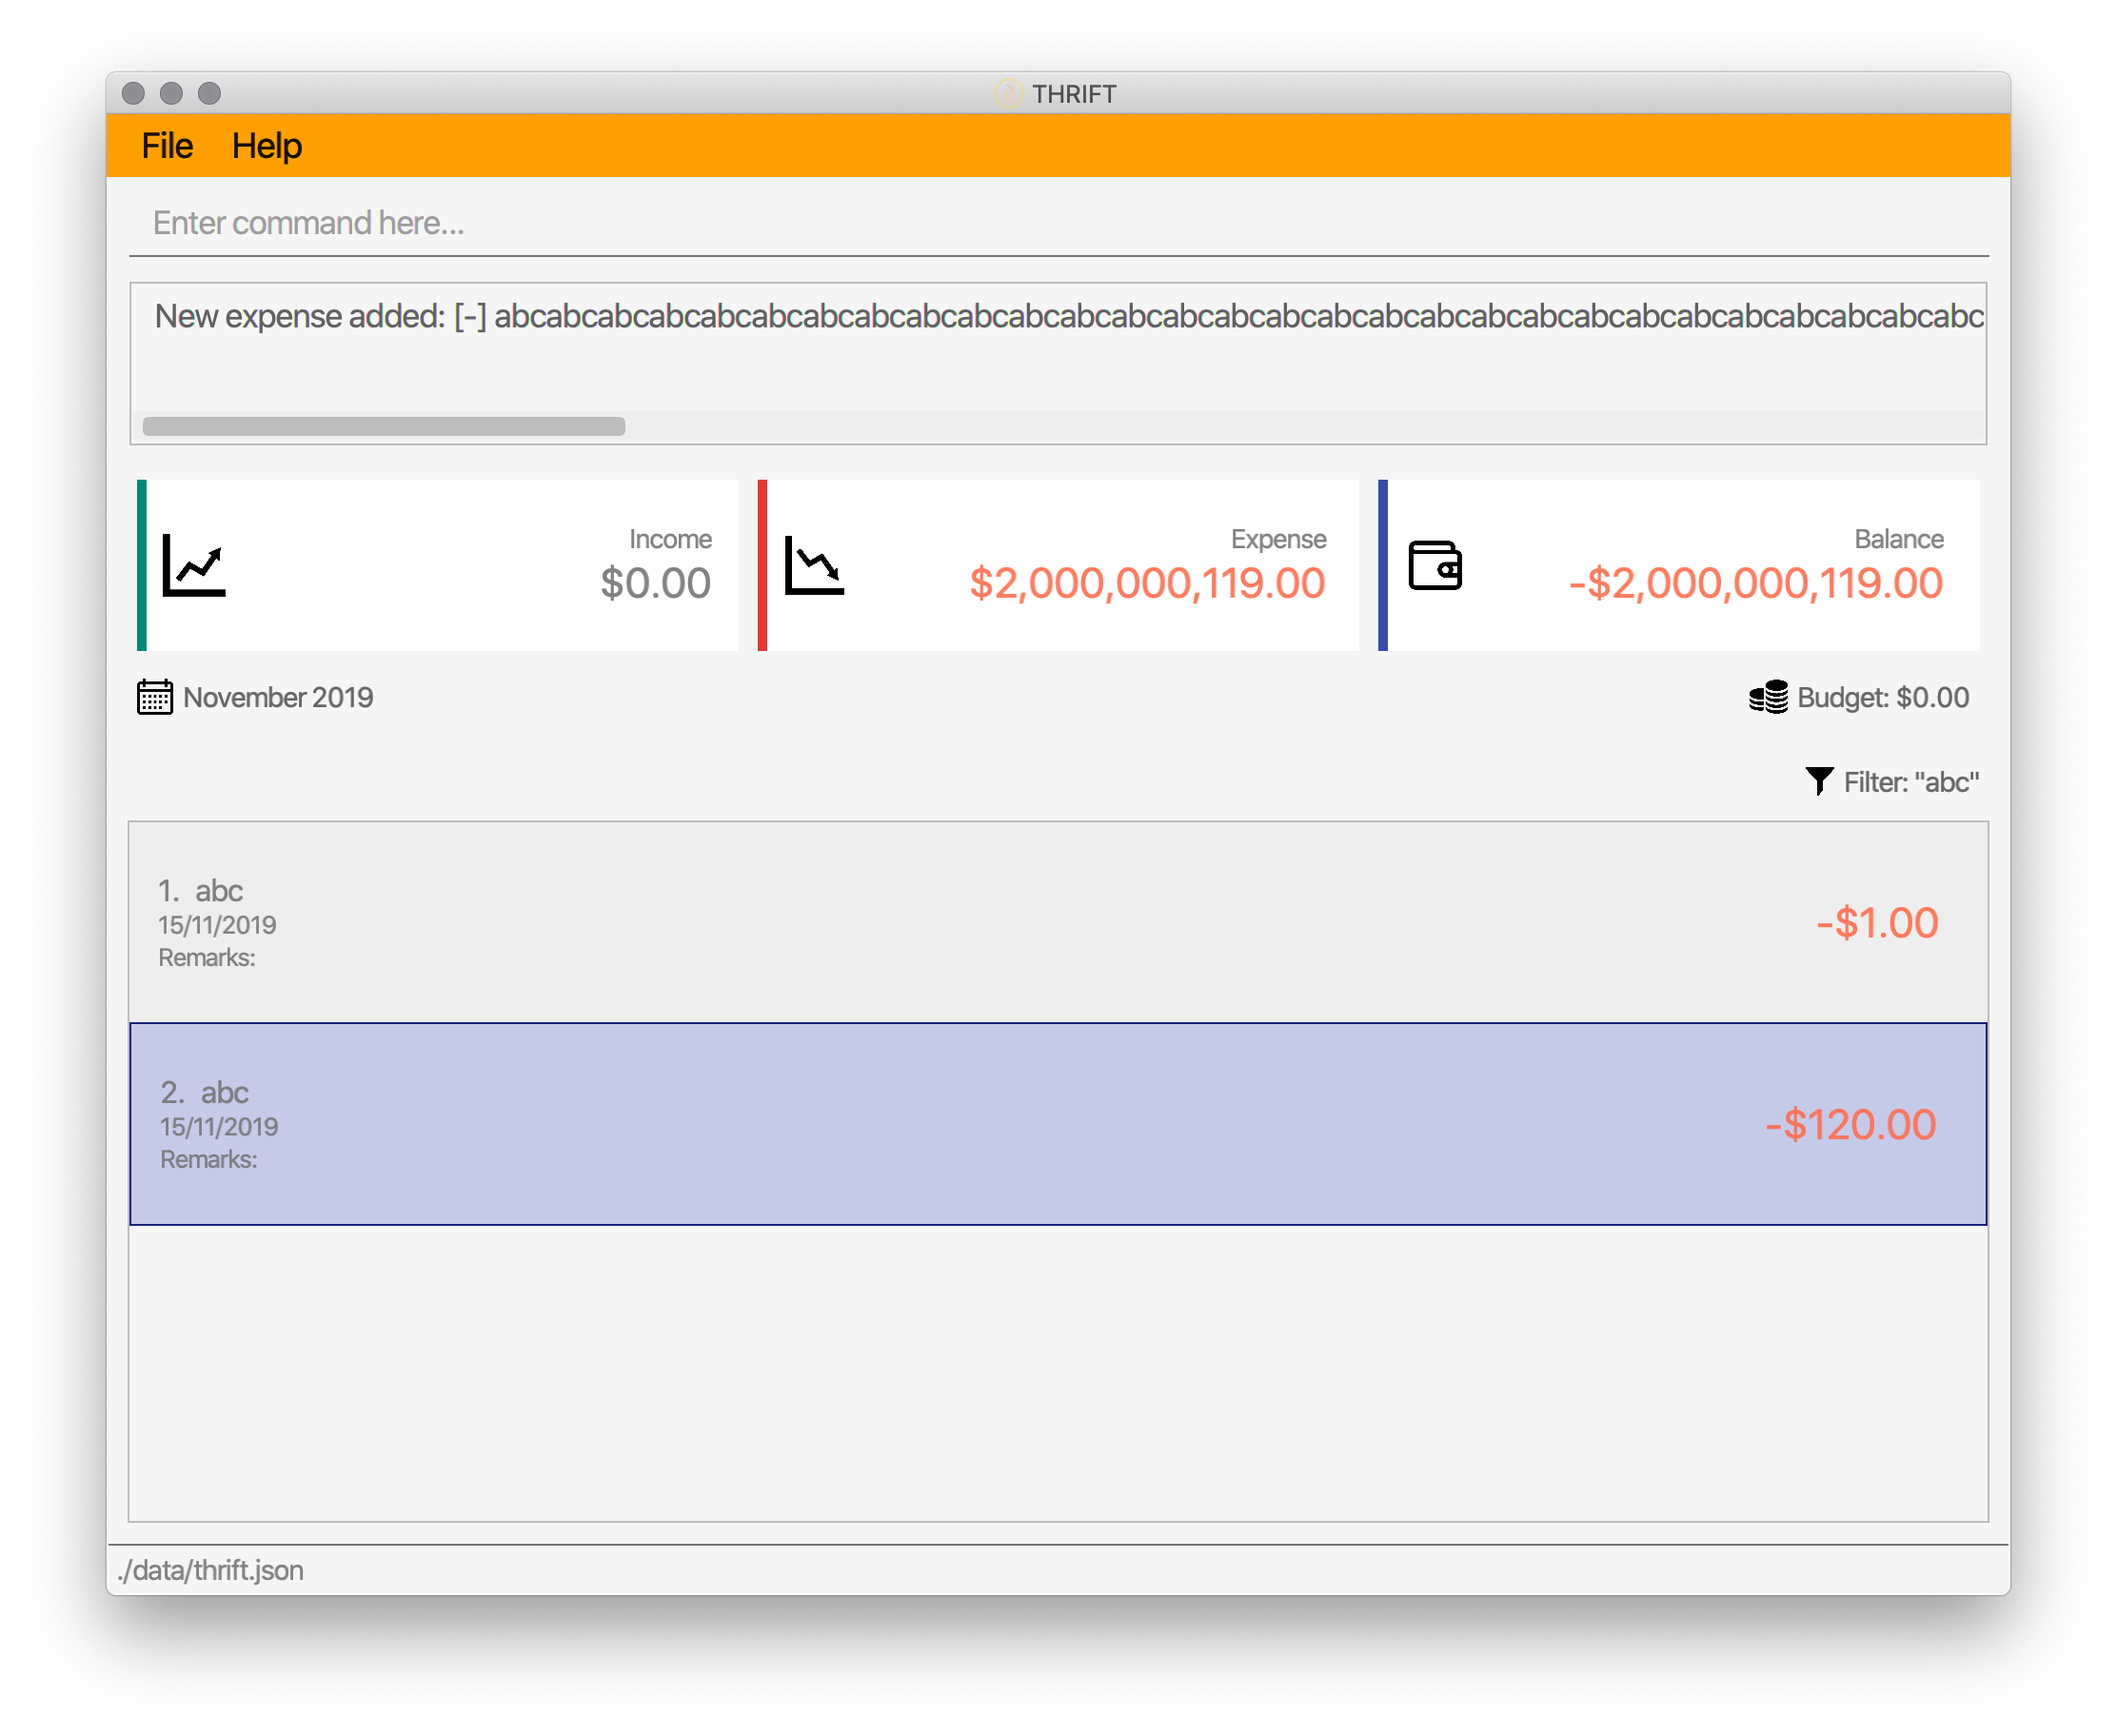 THRIFT
File Help
Enter command here...
New expense added: [-] abcabcabcabcabcabcabcabcabcabcabcabcabcabcabcabcabcabcabcabcabcabcabcabcabcabcabcabcabc
Income
$0.00
Expense
$2,000,000,119.00
Balance
-$2,000,000,119.00
November 2019
Budget: $0.00
Filter: "abc"
1. abc
15/11/2019
Remarks:
-$1.00
2. abc
15/11/2019
Remarks:
-$120.00
./data/thrift.json